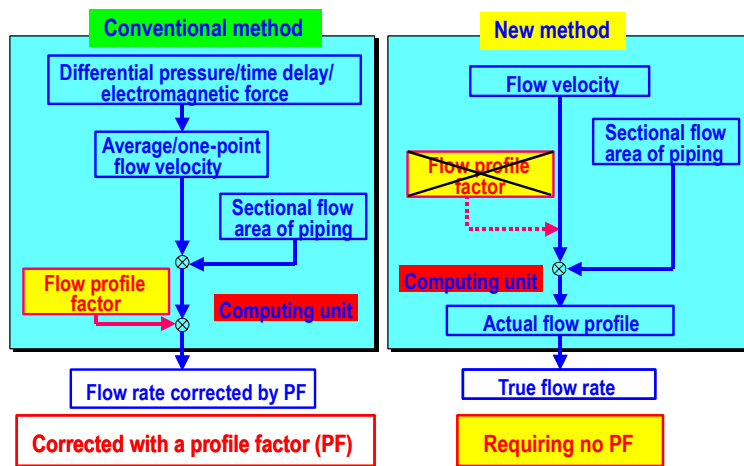 Conventional method
Differential pressure/time delay/
electromagnetic force
Average/one-point
flow velocity
Sectional flow
area of piping
Flow profile
factor
Computing unit
Flow rate corrected by PF
Corrected with a profile factor (PF)
New method
Flow velocity
Sectional flow
area of piping
Flow profile
factor
Computing unit
Actual flow profile
True flow rate
Requiring no PF